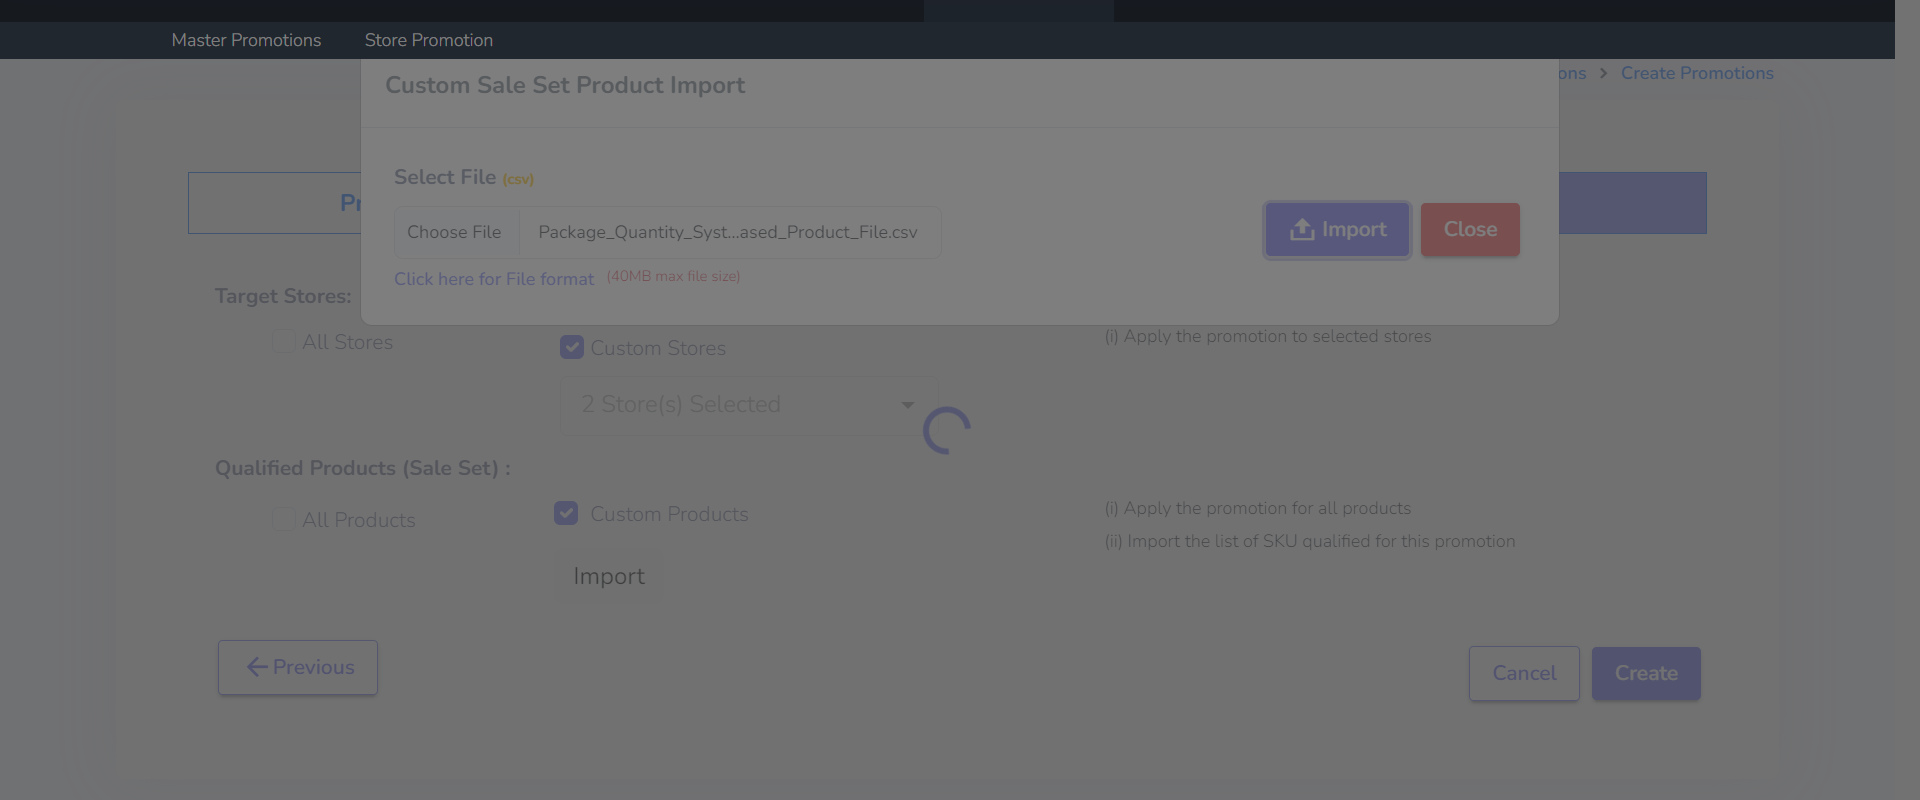 Master Promotions Store Promotion
Custom Sale Set Product Import
ons > Create Promotions
Select File (csv)
Pr
Choose File Package_Quantity_Syst...ased_Product_File.csv
Import Close
Click here for File format (40MB max file size)
Target Stores:
All Stores Custom Stores (i) Apply the promotion to selected stores
2 Store(s) Selected
Qualified Products (Sale Set) :
All Products Custom Products (i) Apply the promotion for all products
(ii) Import the list of SKU qualified for this promotion
Import
Previous Cancel Create